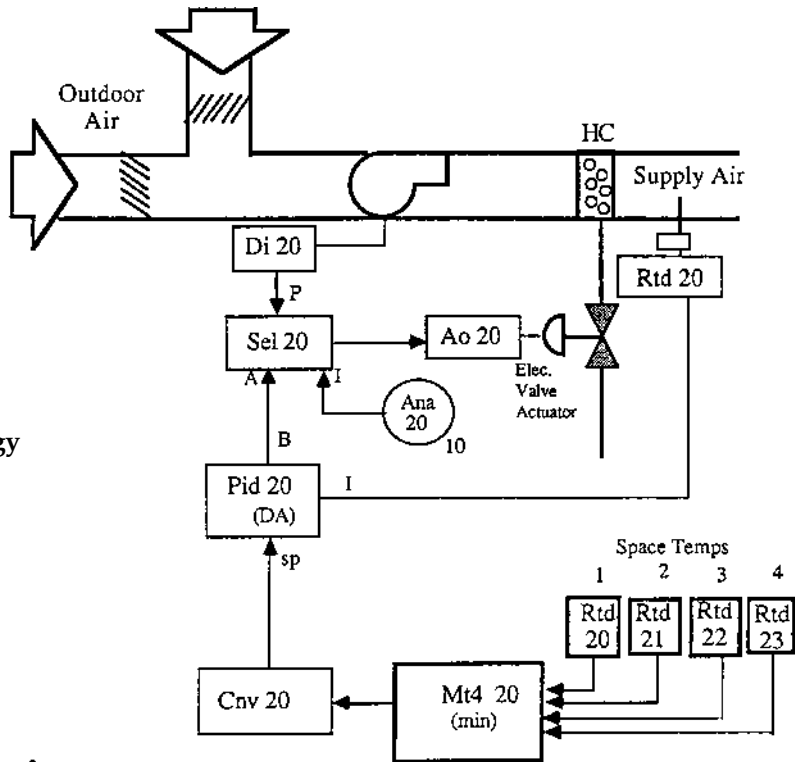 Outdoor
Air
HC
Supply Air
Di 20
Rtd 20
P
Sel 20
Ao 20
A
I
Elec.
Valve
Actuator
Ana
20
10
gy
B
Pid 20
(DA)
I
sp
Space Temps
1 2 3 4
Rtd Rtd Rtd Rtd
20 21 22 23
Cnv 20
Mt4 20
(min)